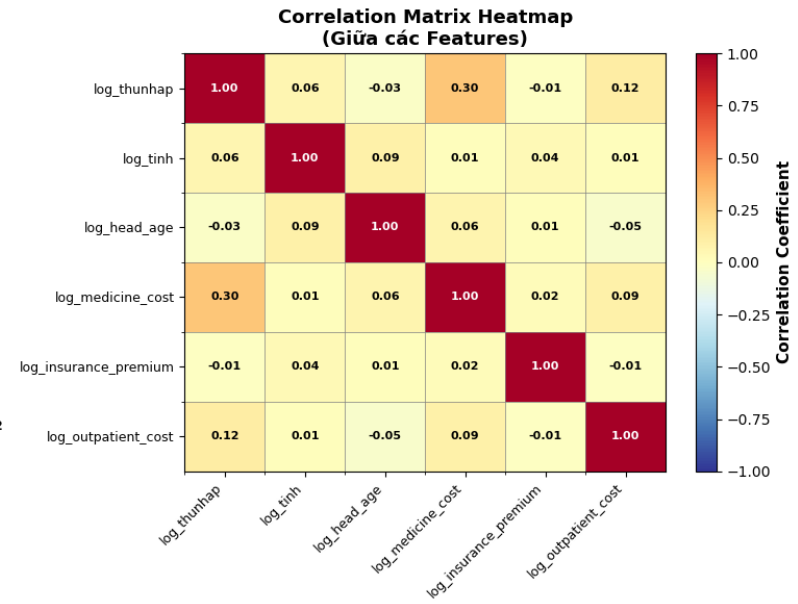 Correlation Matrix Heatmap
(Giữa các Features)
log_thunhap 1.00 0.06 -0.03 0.30 -0.01 0.12
log_tinh 0.06 1.00 0.09 0.01 0.04 0.01
log_head_age -0.03 0.09 1.00 0.06 0.01 -0.05
log_medicine_cost 0.30 0.01 0.06 1.00 0.02 0.09
log_insurance_premium -0.01 0.04 0.01 0.02 1.00 -0.01
2
log_outpatient_cost 0.12 0.01 -0.05 0.09 -0.01 1.00
log_thunhap
log_tinh
log_head_age
log_medicine_cost
log_insurance_premium
log_outpatient_cost
1.00
0.75
0.50
0.25
0.00
−0.25
−0.50
−0.75
−1.00
Correlation Coefficient